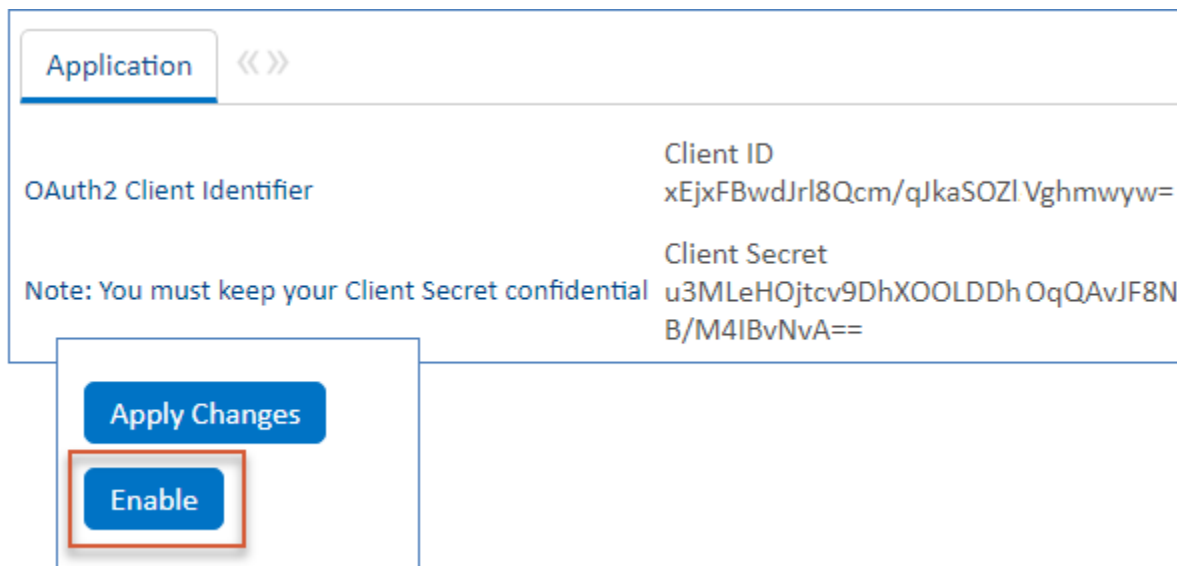 Application «»
Client ID
OAuth2 Client Identifier xEjxFBwdJrl8Qcm/qJkaSOZl Vghmwyw=
Client Secret
Note: You must keep your Client Secret confidential u3MLeHOjtcv9DhXOOLDDh OqQAvJF8N
B/M4IBvNvA==
Apply Changes
Enable